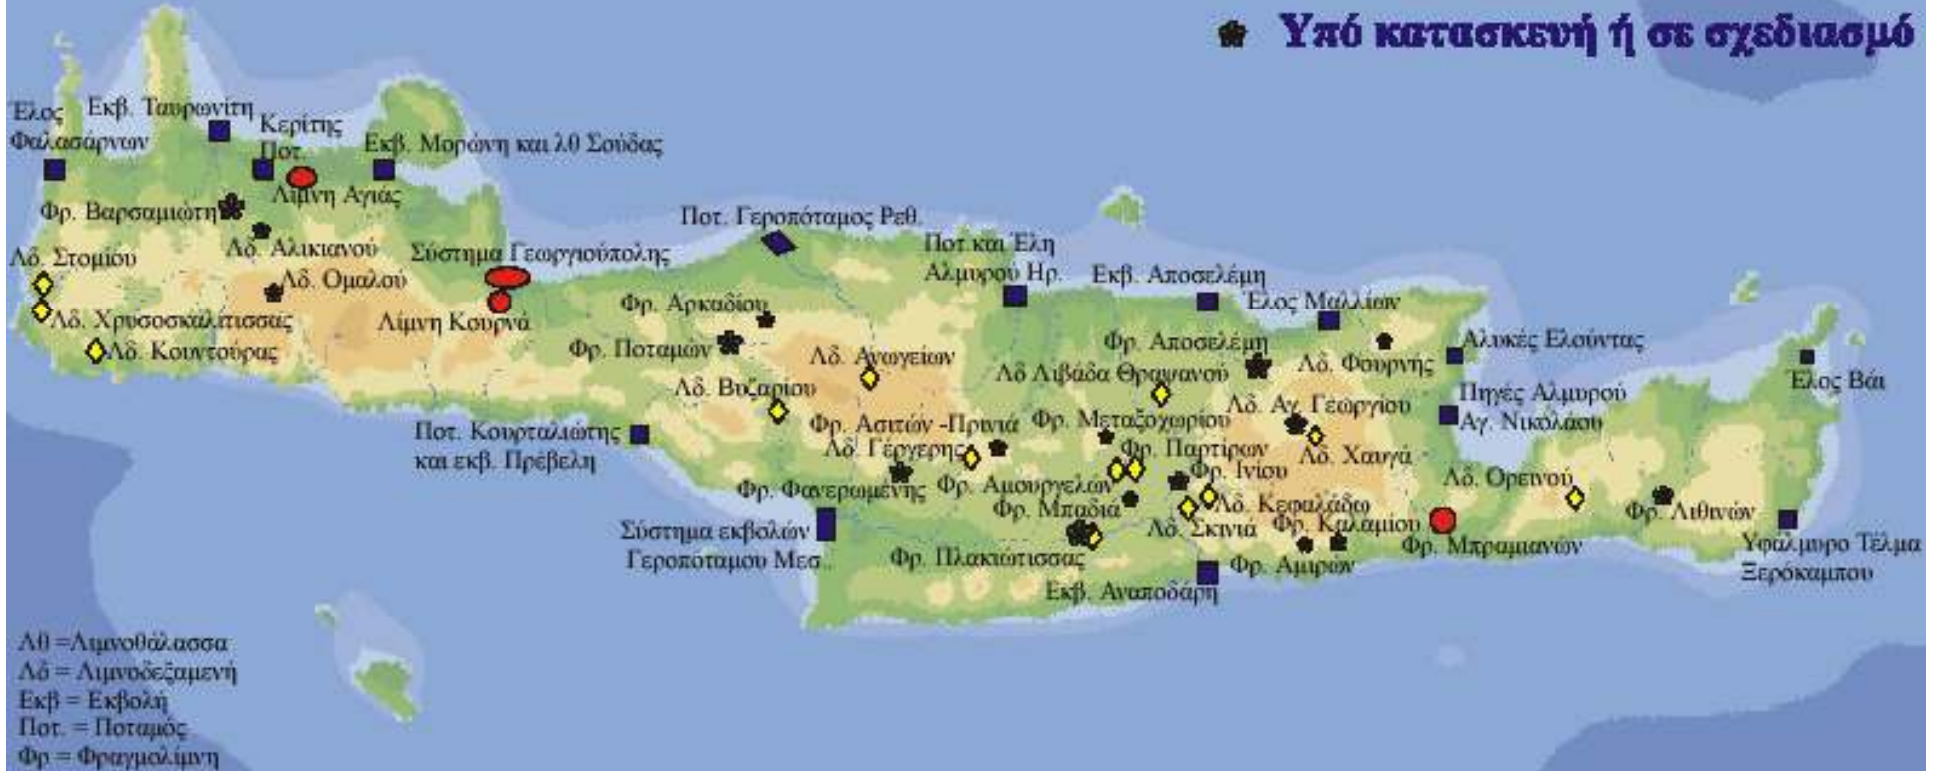 Υπό κατασκευή ή σε σχεδιασμό
Έλος
Φαλασάρνων
Εκβ. Ταυρωνίτη
Κερίτης
Ποτ.
Εκβ. Μορώνη και λθ Σούδας
Λίμνη Αγιάς
Φρ. Βαρσαμιώτη
Λδ. Αλικιανού
Λδ. Στομίου
Λδ. Ομαλού
Σύστημα Γεωργιούπολης
Λδ. Χρυσοσκαλίτισσας
Λίμνη Κουρνά
Λδ. Κουντούρας
Ποτ. Γεροπόταμος Ρεθ.
Ποτ και Έλη
Αλμυρού Ηρ.
Εκβ. Αποσελέμη
Έλος Μαλλίων
Φρ. Αρκαδίου
Φρ. Ποταμών
Λδ. Ανωγείων
Λδ. Βυζαρίου
Φρ. Αποσελέμη
Λδ. Φουρνής
Αλυκές Ελούντας
Λδ Λιβάδα Θραψανού
Έλος Βάι
Πηγές Αλμυρού
Αγ. Νικολάου
Φρ. Ασιτών -Πρινιά
Φρ. Μεταξοχωρίου
Λδ. Αγ. Γεωργίου
Ποτ. Κουρταλιώτης
και εκβ. Πρέβελη
Λδ. Γέργερης
Φρ. Παρτίρων
Λδ. Χαυγά
Φρ. Ινίου
Λδ. Ορεινού
Φρ. Φανερωμένης
Φρ. Αμουργελών
Λδ. Κεφαλάδω
Φρ. Μπαδιά
Λδ. Σκινιά
Φρ. Καλαμίου
Φρ. Λιθινών
Σύστημα εκβολών
Γεροπόταμου Μεσ..
Φρ. Πλακιώτισσας
Φρ. Αμιρών
Φρ. Μπραμιανών
Υφάλμυρο Τέλμα
Ξερόκαμπου
Εκβ. Αναποδάρη
Λθ =Λιμνοθάλασσα
Λδ = Λιμνοδεξαμενή
Εκβ = Εκβολή
Ποτ. = Ποταμός
Φρ = Φραγμολίμνη